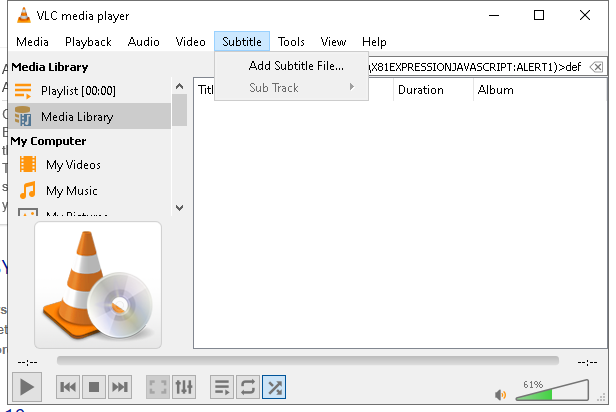 VLC media player
Media Playback Audio Video Subtitle Tools View Help
Media Library
Add Subtitle File...
\X81EXPRESSIONJAVASCRIPT:ALERT1)>def
Playlist [00:00]
Sub Track
Duration Album
Media Library
My Computer
My Videos
My Music
My Pictures
--:-- --:--
61%